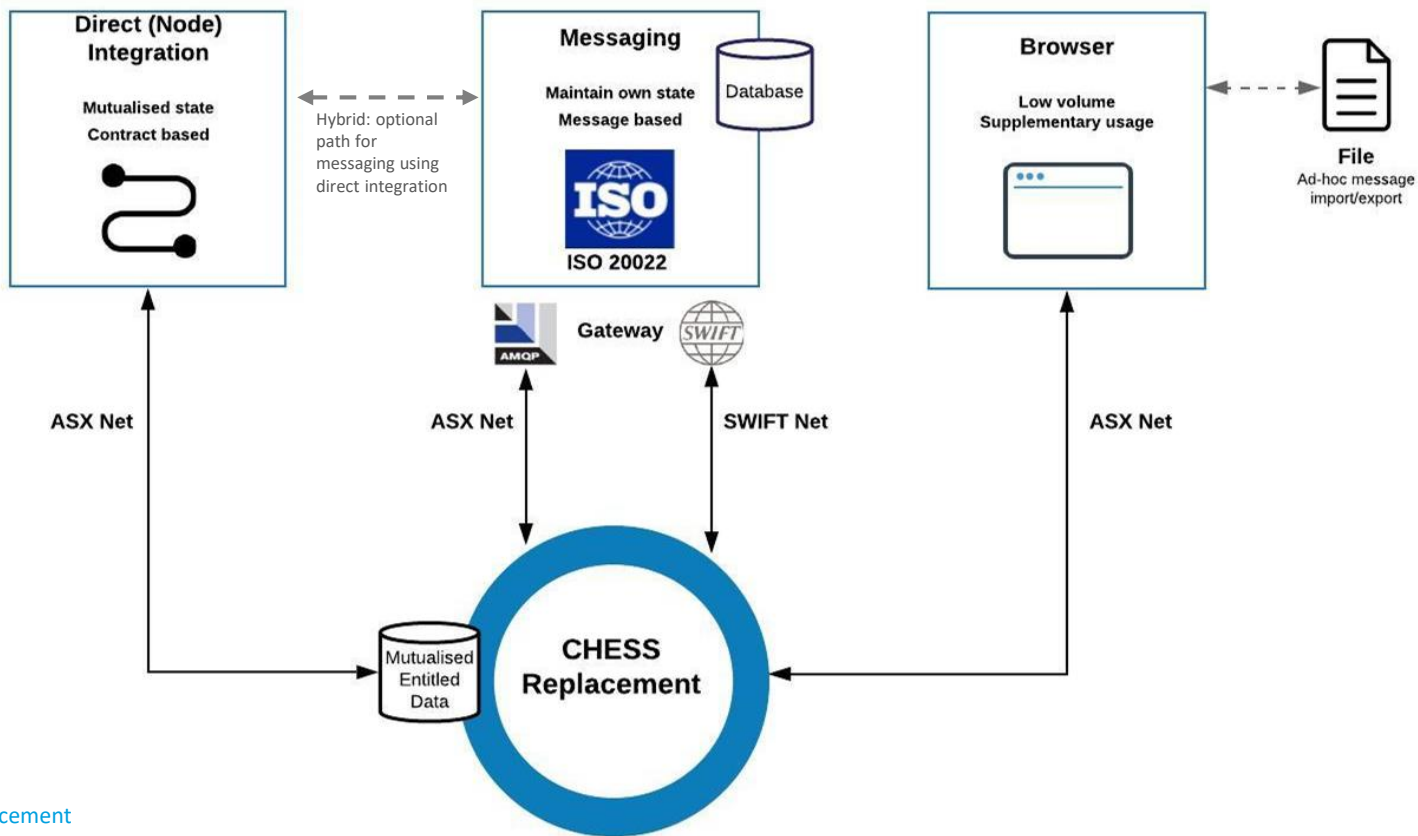 Direct (Node)
Integration
Mutualised state
Contract based
Hybrid: optional
path for
messaging using
direct integration
Messaging
Maintain own state
Message based
Database
ISO
ISO 20022
Browser
Low volume
Supplementary usage
File
Ad-hoc message
import/export
AMQP
Gateway
SWIFT
ASX Net
ASX Net
SWIFT Net
ASX Net
Mutualised
Entitled
Data
CHESS
Replacement
cement